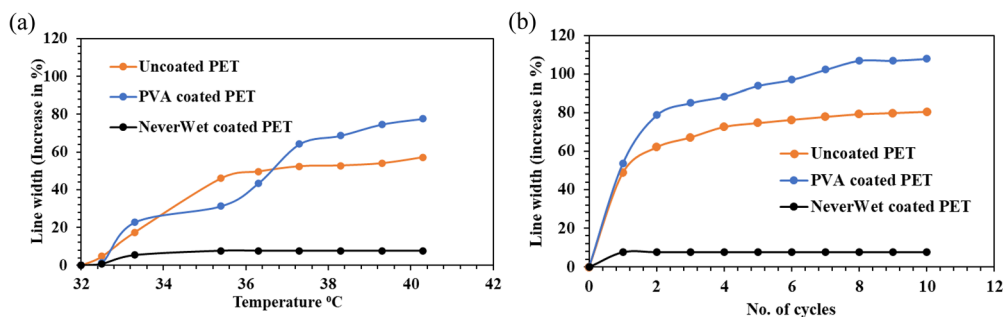 (a)
Line width (Increase in %)
120
100
80
60
40
20
0
Uncoated PET
PVA coated PET
NeverWet coated PET
32
34
36
38
40
42
Temperature ⁰C
(b)
Line width (increase in %)
120
100
80
60
40
20
0
Uncoated PET
PVA coated PET
NeverWet coated PET
0
2
4
6
8
10
12
No. of cycles